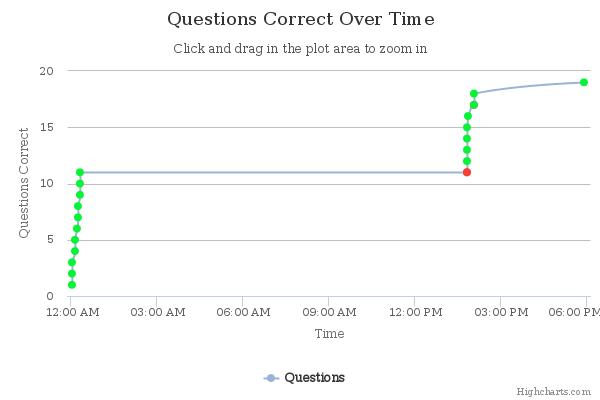 Questions Correct Over Time
Click and drag in the plot area to zoom in
Questions Correct
20
15
10
5
0
12:00 AM 03:00 AM 06:00 AM 09:00 AM 12:00 PM 03:00 PM 06:00 PM
Time
Questions
Highcharts.com